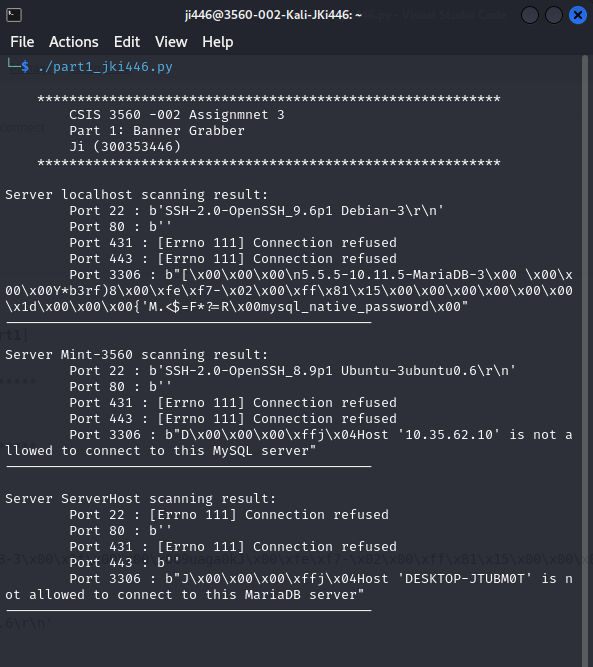 ji446@3560-002-Kali-JKi446: ~
File Actions Edit View Help
└─$ ./part1_jki446.py
**********************************************************
CSIS 3560 -002 Assignmnet 3
Part 1: Banner Grabber
Ji (300353446)
**********************************************************
Server localhost scanning result:
Port 22 : b'SSH-2.0-OpenSSH_9.6p1 Debian-3\r\n'
Port 80 : b''
Port 431 : [Errno 111] Connection refused
Port 443 : [Errno 111] Connection refused
Port 3306 : b"[\x00\x00\x00\n5.5.5-10.11.5-MariaDB-3\x00 \x00\x
00\x00Y*b3rf)8\x00\xfe\xf7-\x02\x00\xff\x81\x15\x00\x00\x00\x00\x00\x00
\x1d\x00\x00\x00{'M.<$=F*?=R\x00mysql_native_password\x00"
Server Mint-3560 scanning result:
Port 22 : b'SSH-2.0-OpenSSH_8.9p1 Ubuntu-3ubuntu0.6\r\n'
Port 80 : b''
Port 431 : [Errno 111] Connection refused
Port 443 : [Errno 111] Connection refused
Port 3306 : b"D\x00\x00\x00\xffj\x04Host '10.35.62.10' is not a
llowed to connect to this MySQL server"
Server ServerHost scanning result:
Port 22 : [Errno 111] Connection refused
Port 80 : b''
Port 431 : [Errno 111] Connection refused
Port 443 : b''
Port 3306 : b"J\x00\x00\x00\xffj\x04Host 'DESKTOP-JTUBM0T' is n
ot allowed to connect to this MariaDB server"